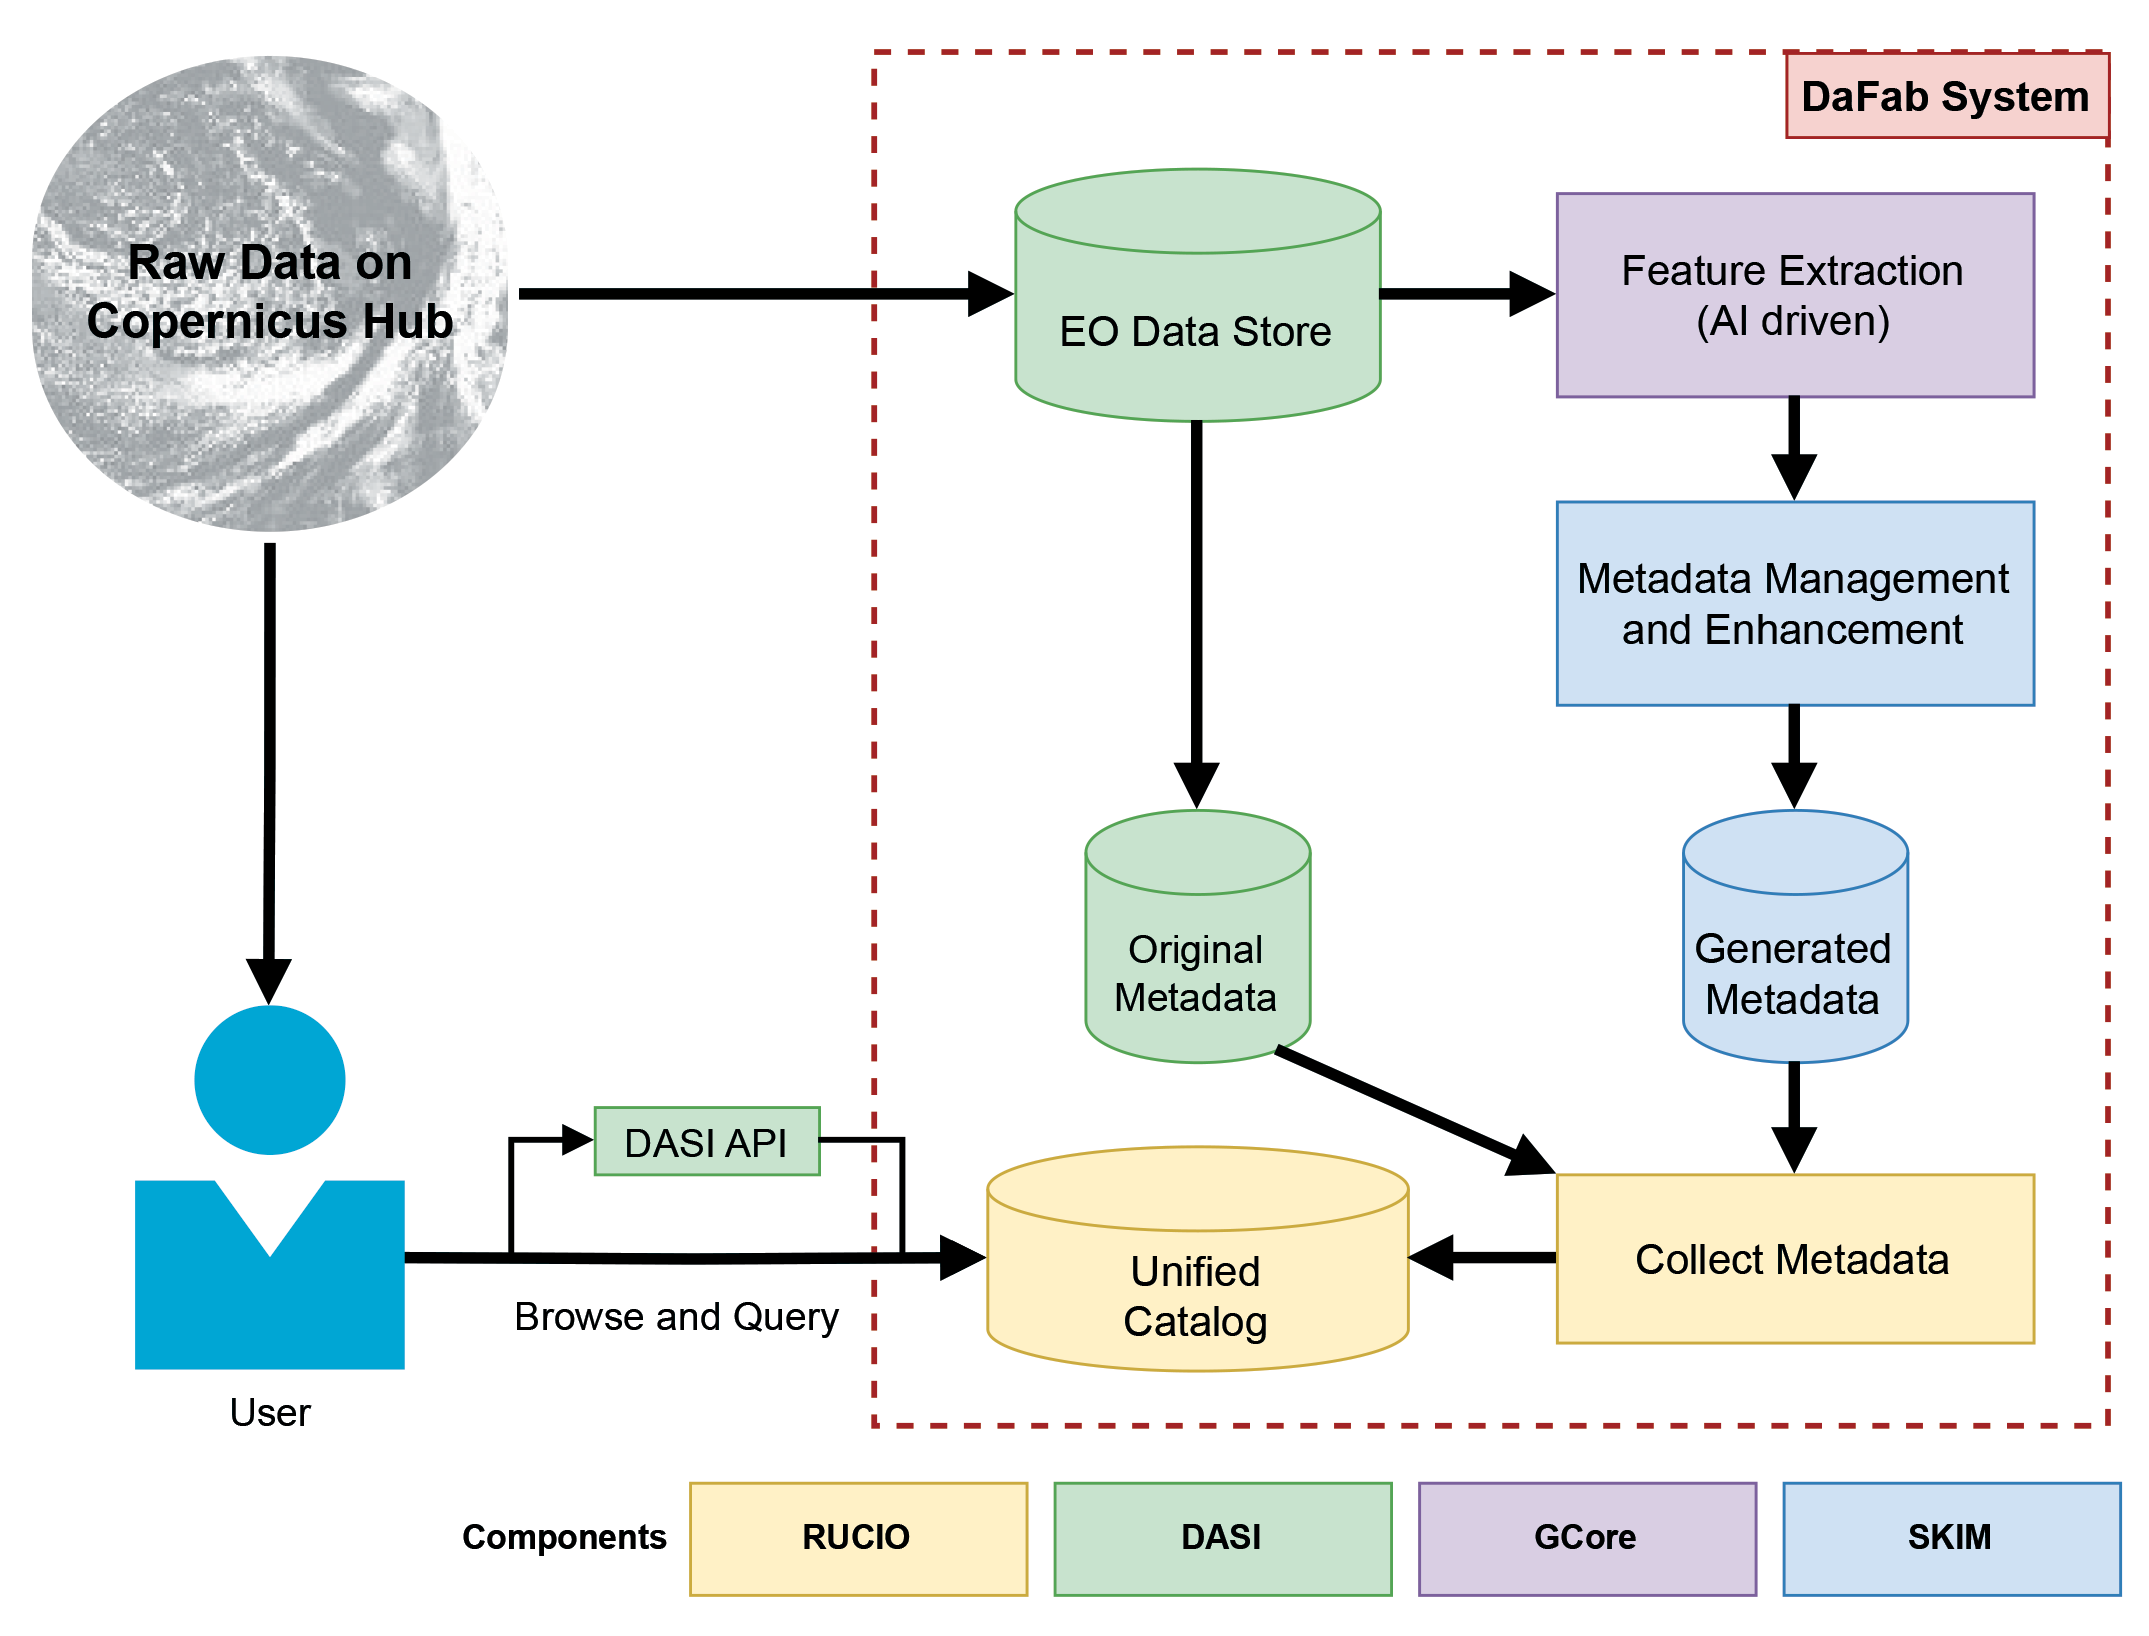 DaFab System
Raw Data on
Copernicus Hub
EO Data Store
Feature Extraction
(AI driven)
Metadata Management
and Enhancement
Original
Metadata
Generated
Metadata
DASI API
Browse and Query
Unified
Catalog
Collect Metadata
User
Components
RUCIO
DASI
GCore
SKIM